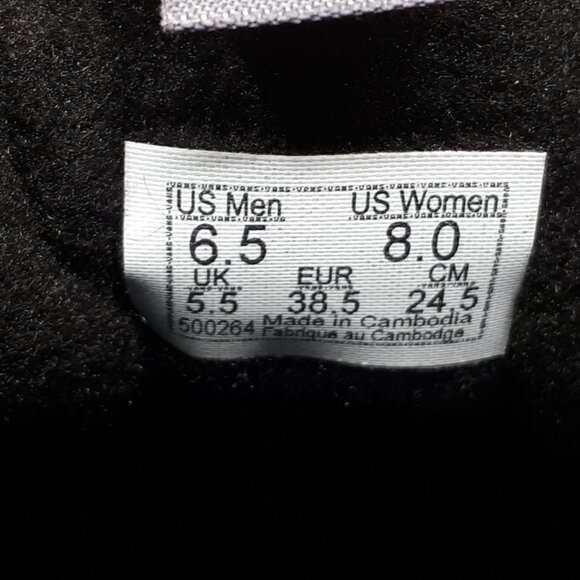 US Men US Women
6.5 8.0
UK EUR CM
5.5 38.5 24.5
500264 Made in Cambodia
Fabrique au Cambodge